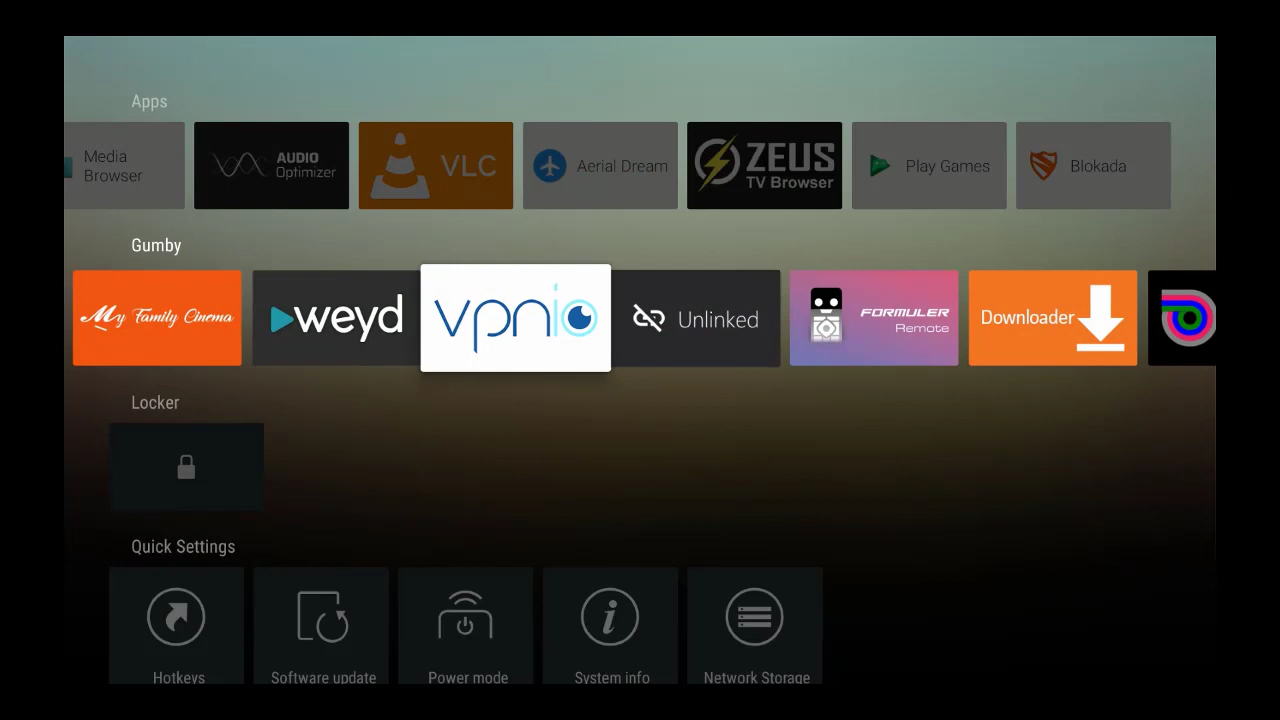 Apps
Media
Browser
AUDIO
Optimizer
VLC
Aerial Dream
ZEUS
TV Browser
Play Games
Blokada
Gumby
My Family Cinema
weyd
vpnio
Unlinked
FORMULER
Remote
Downloader
Locker
Quick Settings
Hotkeys
Software update
Power mode
System info
Network Storage